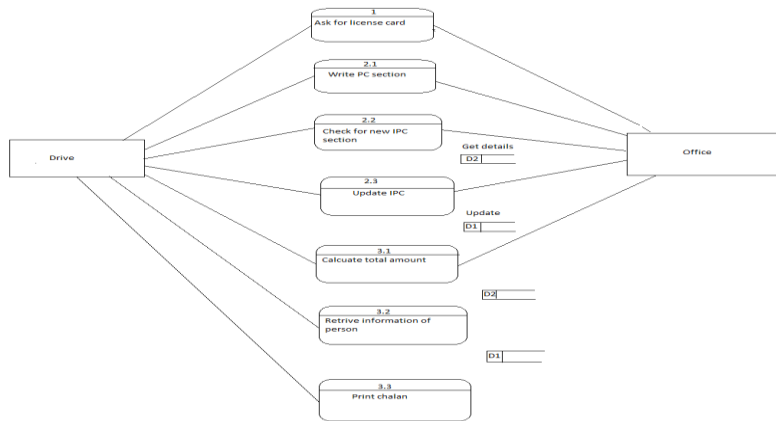 1
Ask for license card
2.1
Write PC section
2.2
Check for new IPC
section
Get details
D2
Drive
Office
2.3
Update IPC
Update
D1
3.1
Calcuate total amount
D2
3.2
Retrive information of
person
D1
3.3
Print chalan